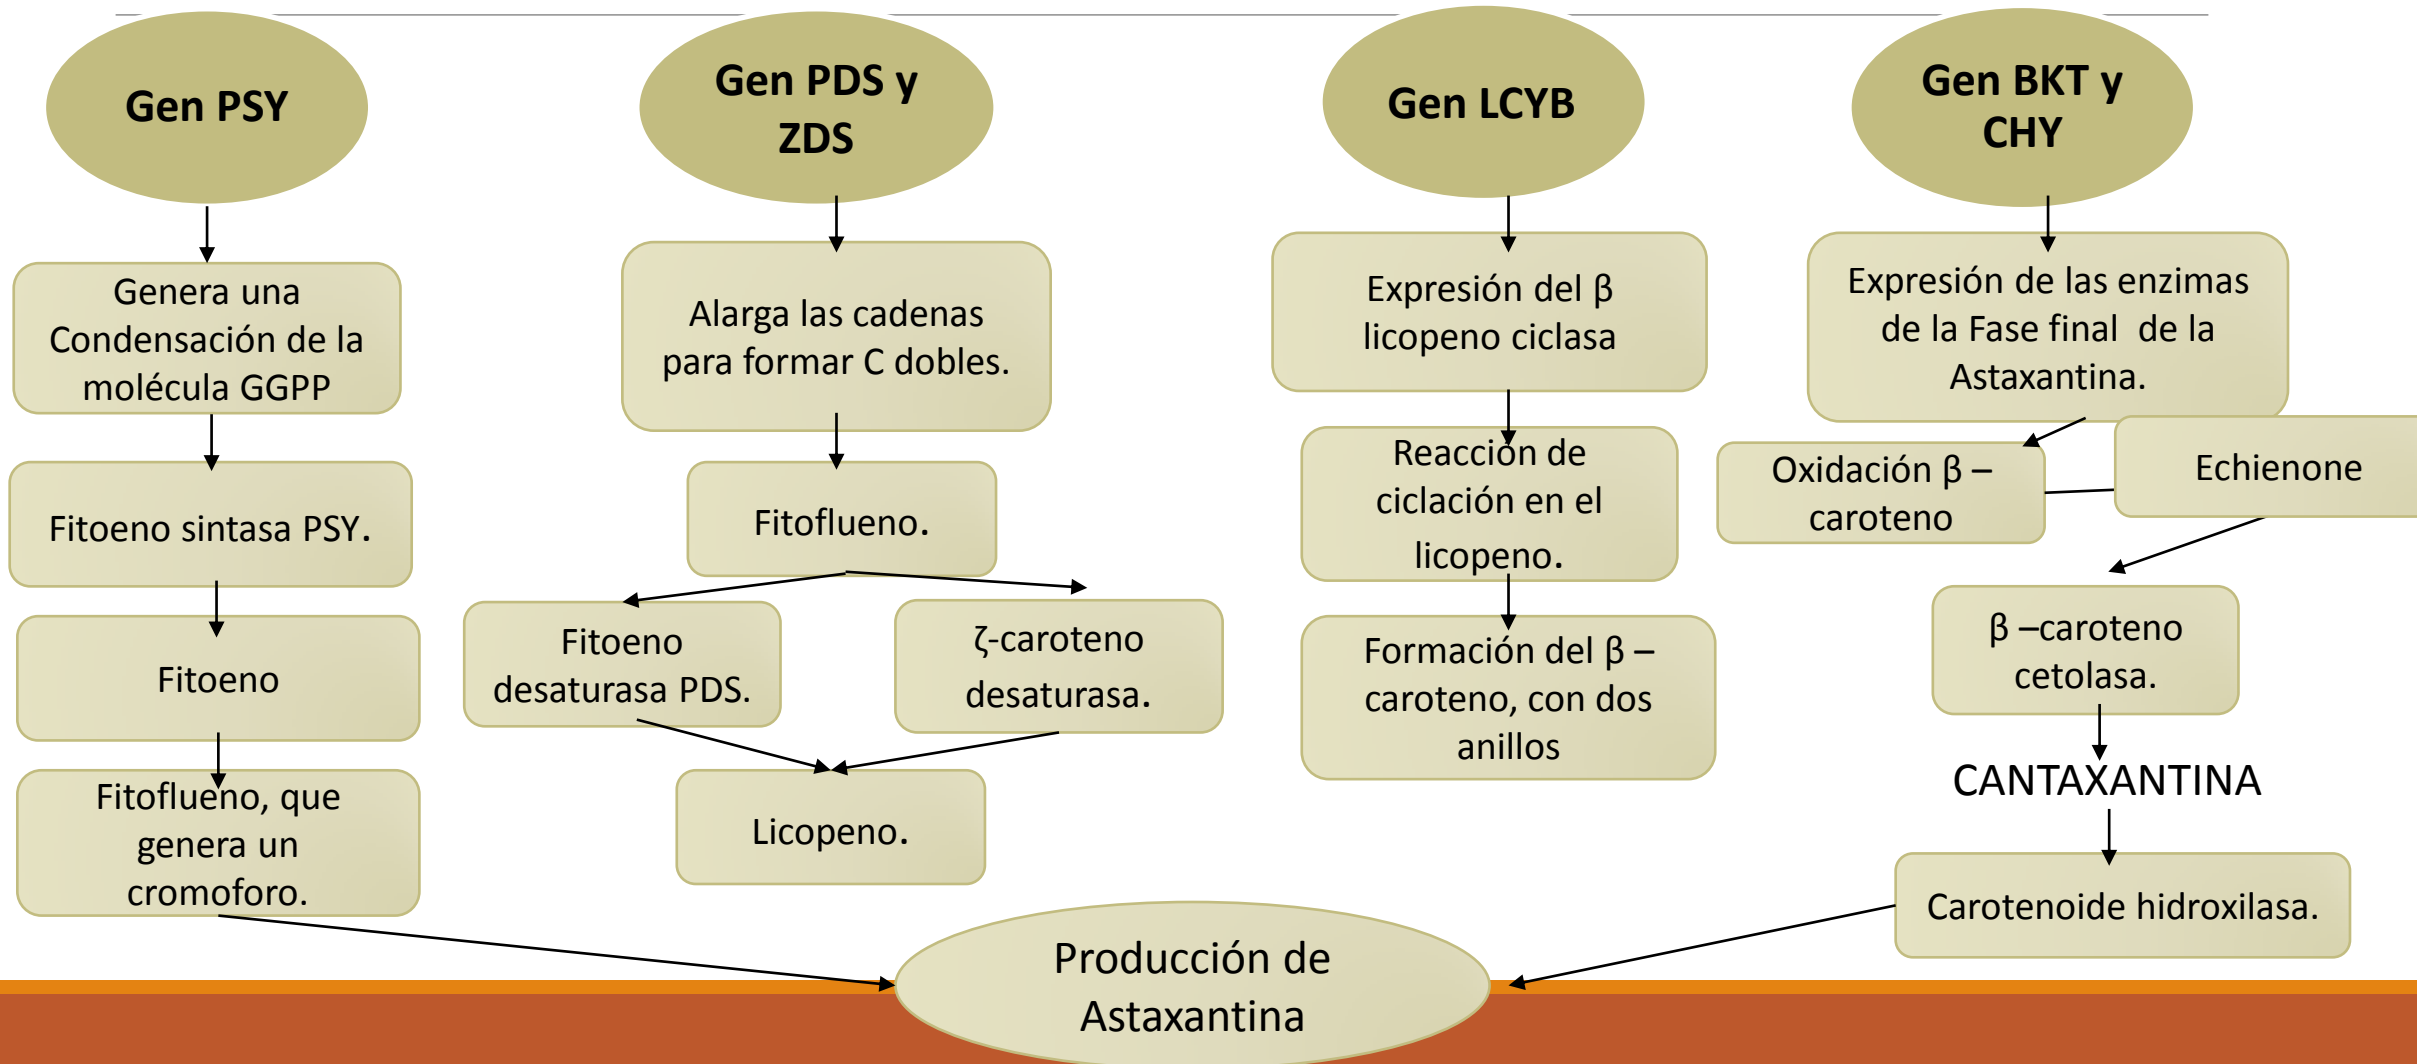 Gen PSY
Genera una
Condensación de la
molécula GGPP
Fitoeno sintasa PSY.
Fitoeno
Fitoflueno, que
genera un
cromoforo.
Gen PDS y
ZDS
Alarga las cadenas
para formar C dobles.
Fitoflueno.
Fitoeno
desaturasa PDS.
ζ-caroteno
desaturasa.
Licopeno.
Gen LCYB
Expresión del β
licopeno ciclasa
Reacción de
ciclación en el
licopeno.
Formación del β –
caroteno, con dos
anillos
Gen BKT y
CHY
Expresión de las enzimas
de la Fase final de la
Astaxantina.
Oxidación β –
caroteno
Echienone
β –caroteno
cetolasa.
CANTAXANTINA
Carotenoide hidroxilasa.
Producción de
Astaxantina